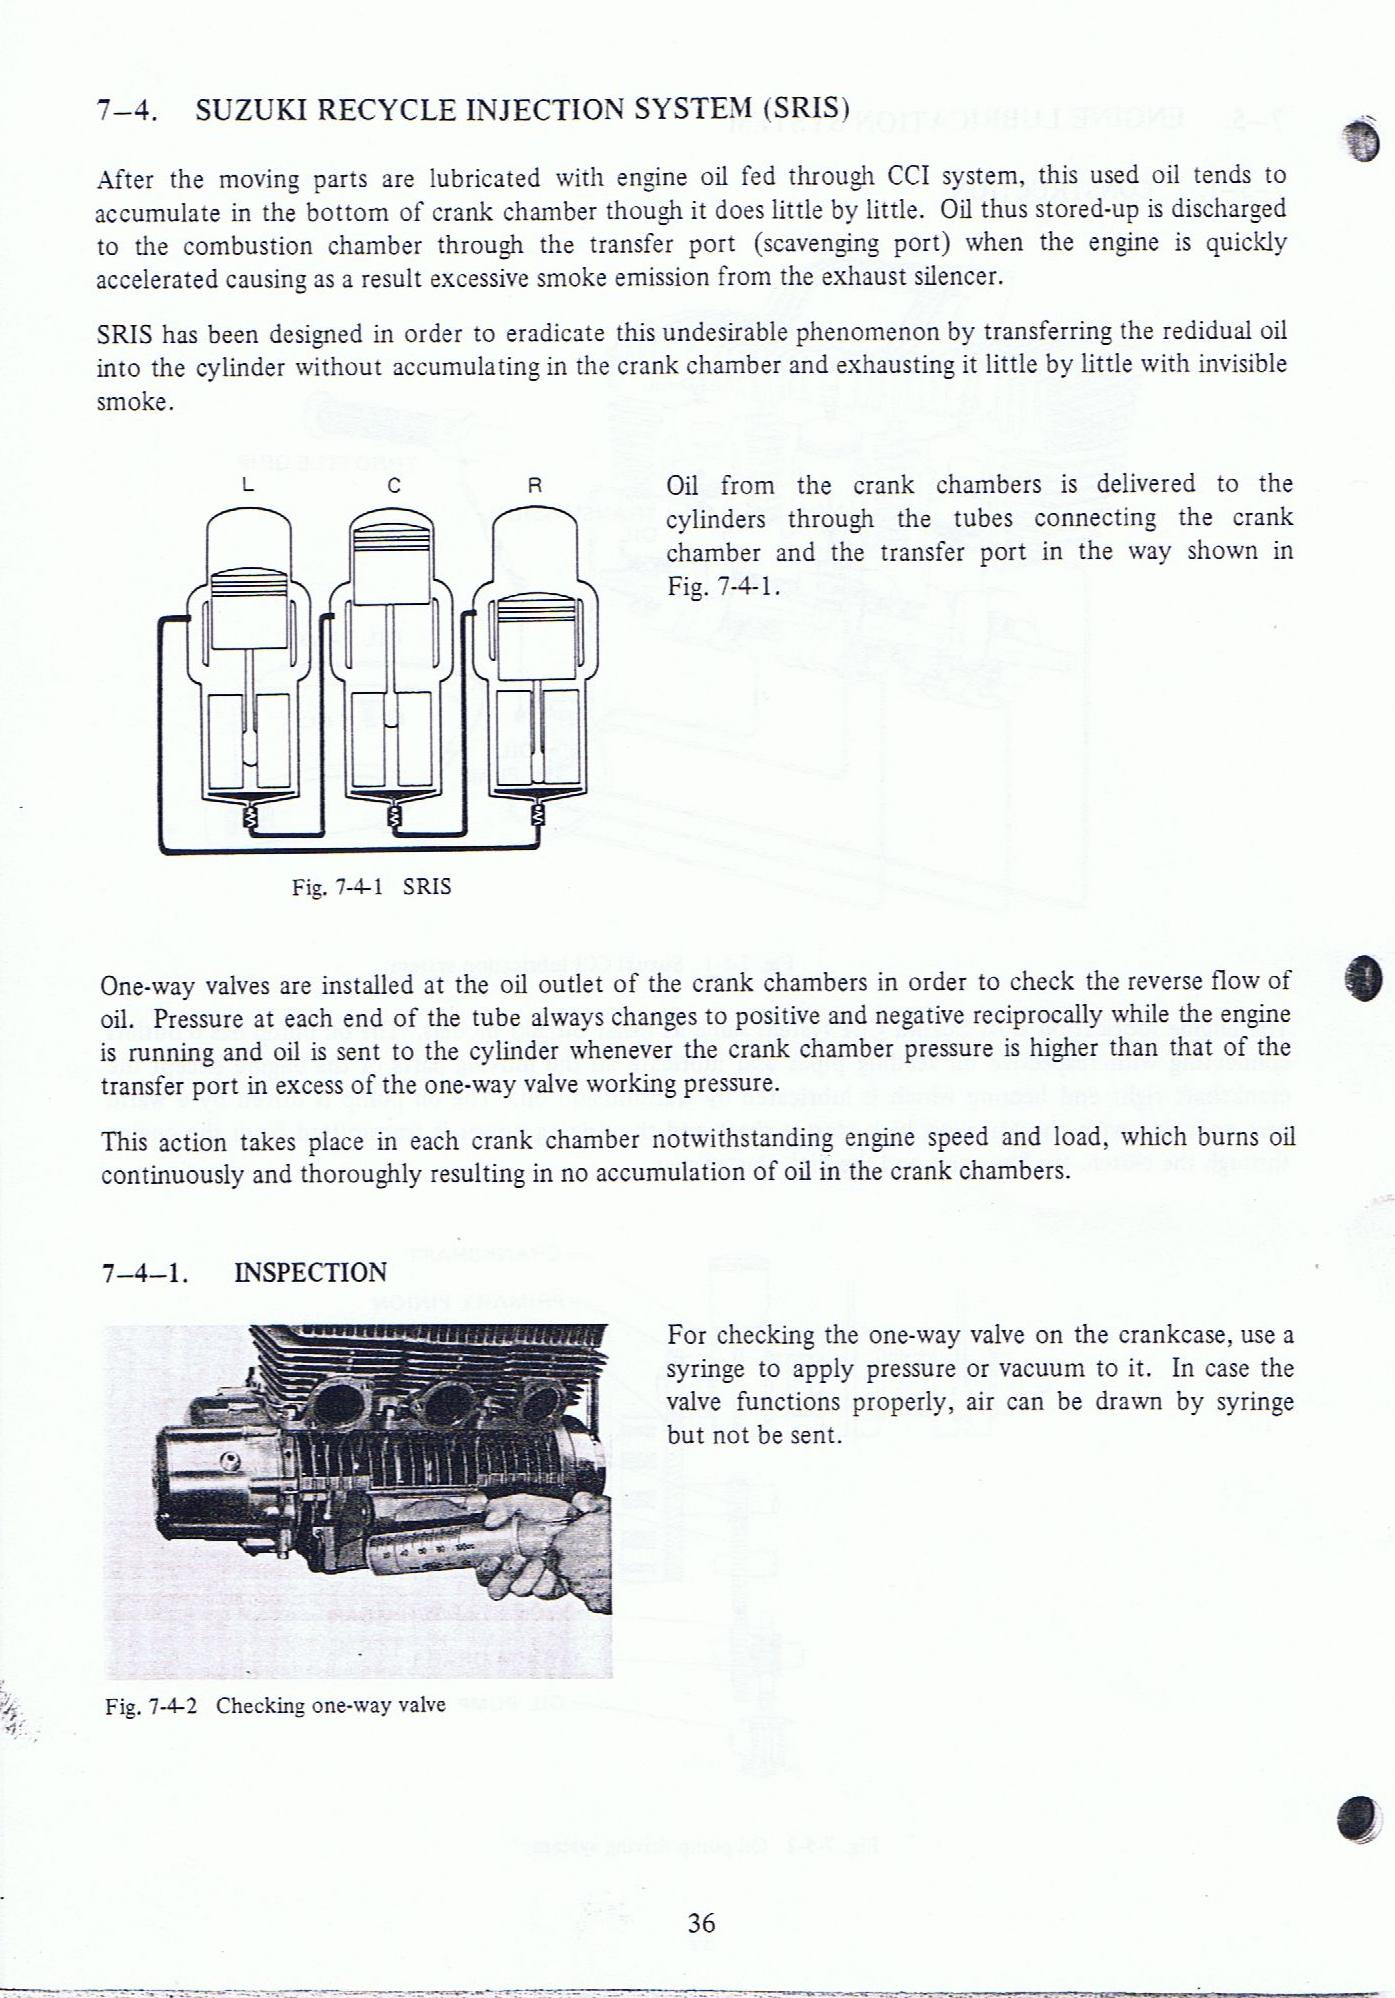 7–4. SUZUKI RECYCLE INJECTION SYSTEM (SRIS)
After the moving parts are lubricated with engine oil fed through CCI system, this used oil tends to
accumulate in the bottom of crank chamber though it does little by little. Oil thus stored-up is discharged
to the combustion chamber through the transfer port (scavenging port) when the engine is quickly
accelerated causing as a result excessive smoke emission from the exhaust silencer.
SRIS has been designed in order to eradicate this undesirable phenomenon by transferring the redidual oil
into the cylinder without accumulating in the crank chamber and exhausting it little by little with invisible
smoke.
L C R
Fig. 7-4-1 SRIS
Oil from the crank chambers is delivered to the
cylinders through the tubes connecting the crank
chamber and the transfer port in the way shown in
Fig. 7-4-1.
One-way valves are installed at the oil outlet of the crank chambers in order to check the reverse flow of
oil. Pressure at each end of the tube always changes to positive and negative reciprocally while the engine
is running and oil is sent to the cylinder whenever the crank chamber pressure is higher than that of the
transfer port in excess of the one-way valve working pressure.
This action takes place in each crank chamber notwithstanding engine speed and load, which burns oil
continuously and thoroughly resulting in no accumulation of oil in the crank chambers.
7–4–1. INSPECTION
For checking the one-way valve on the crankcase, use a
syringe to apply pressure or vacuum to it. In case the
valve functions properly, air can be drawn by syringe
but not be sent.
Fig. 7-4-2 Checking one-way valve
36